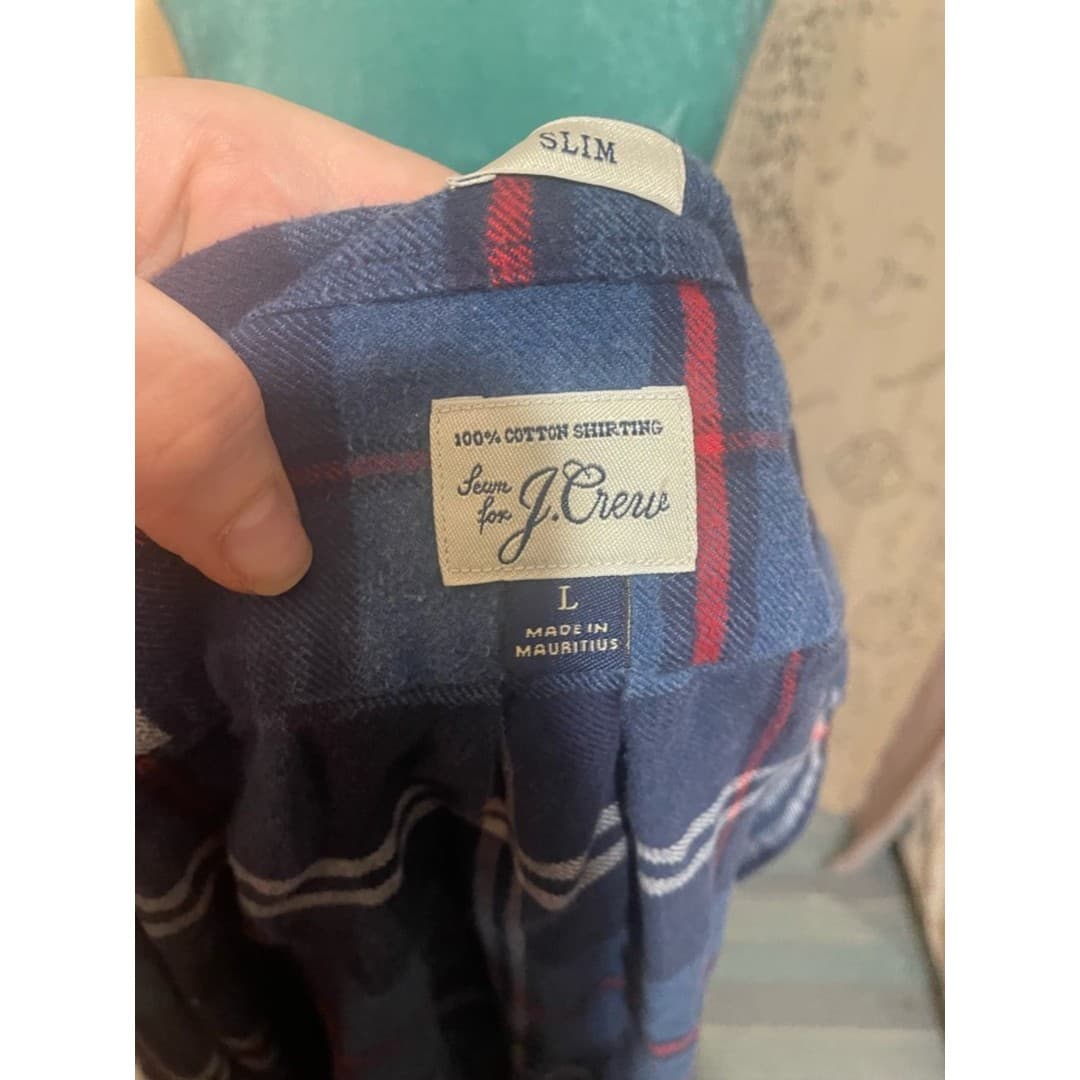 SLIM
100% COTTON SHIRTING
Sewn
for J.Crew
L
MADE IN
MAURITIUS